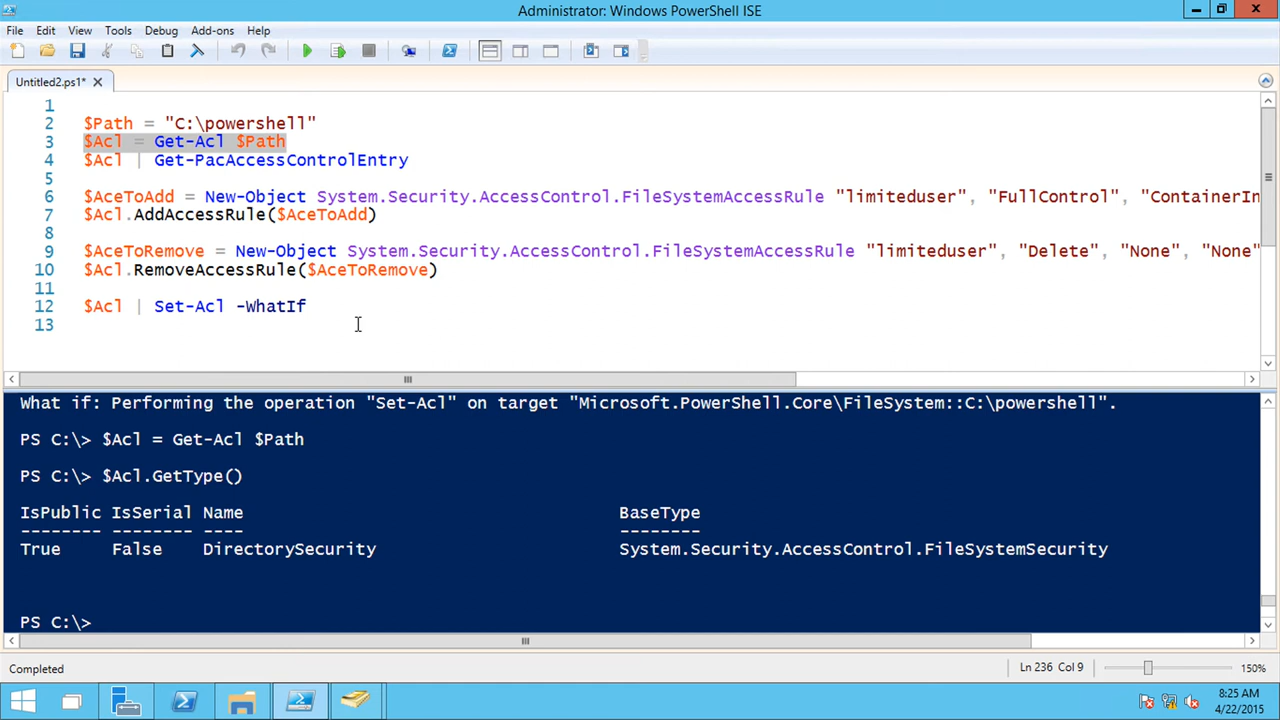 Administrator: Windows PowerShell ISE
File Edit View Tools Debug Add-ons Help
Untitled2.ps1*
1
2 $Path = "C:\powershell"
3 $Acl = Get-Acl $Path
4 $Acl | Get-PacAccessControlEntry
5
6 $AceToAdd = New-Object System.Security.AccessControl.FileSystemAccessRule "limiteduser", "FullControl", "ContainerIn
7 $Acl.AddAccessRule($AceToAdd)
8
9 $AceToRemove = New-Object System.Security.AccessControl.FileSystemAccessRule "limiteduser", "Delete", "None", "None"
10 $Acl.RemoveAccessRule($AceToRemove)
11
12 $Acl | Set-Acl -WhatIf
13
What if: Performing the operation "Set-Acl" on target "Microsoft.PowerShell.Core\FileSystem::C:\powershell".
PS C:\> $Acl = Get-Acl $Path
PS C:\> $Acl.GetType()
IsPublic IsSerial Name BaseType
-------- -------- ---- --------
True False DirectorySecurity System.Security.AccessControl.FileSystemSecurity
PS C:\>
Completed Ln 236 Col 9 150%
8:25 AM
4/22/2015